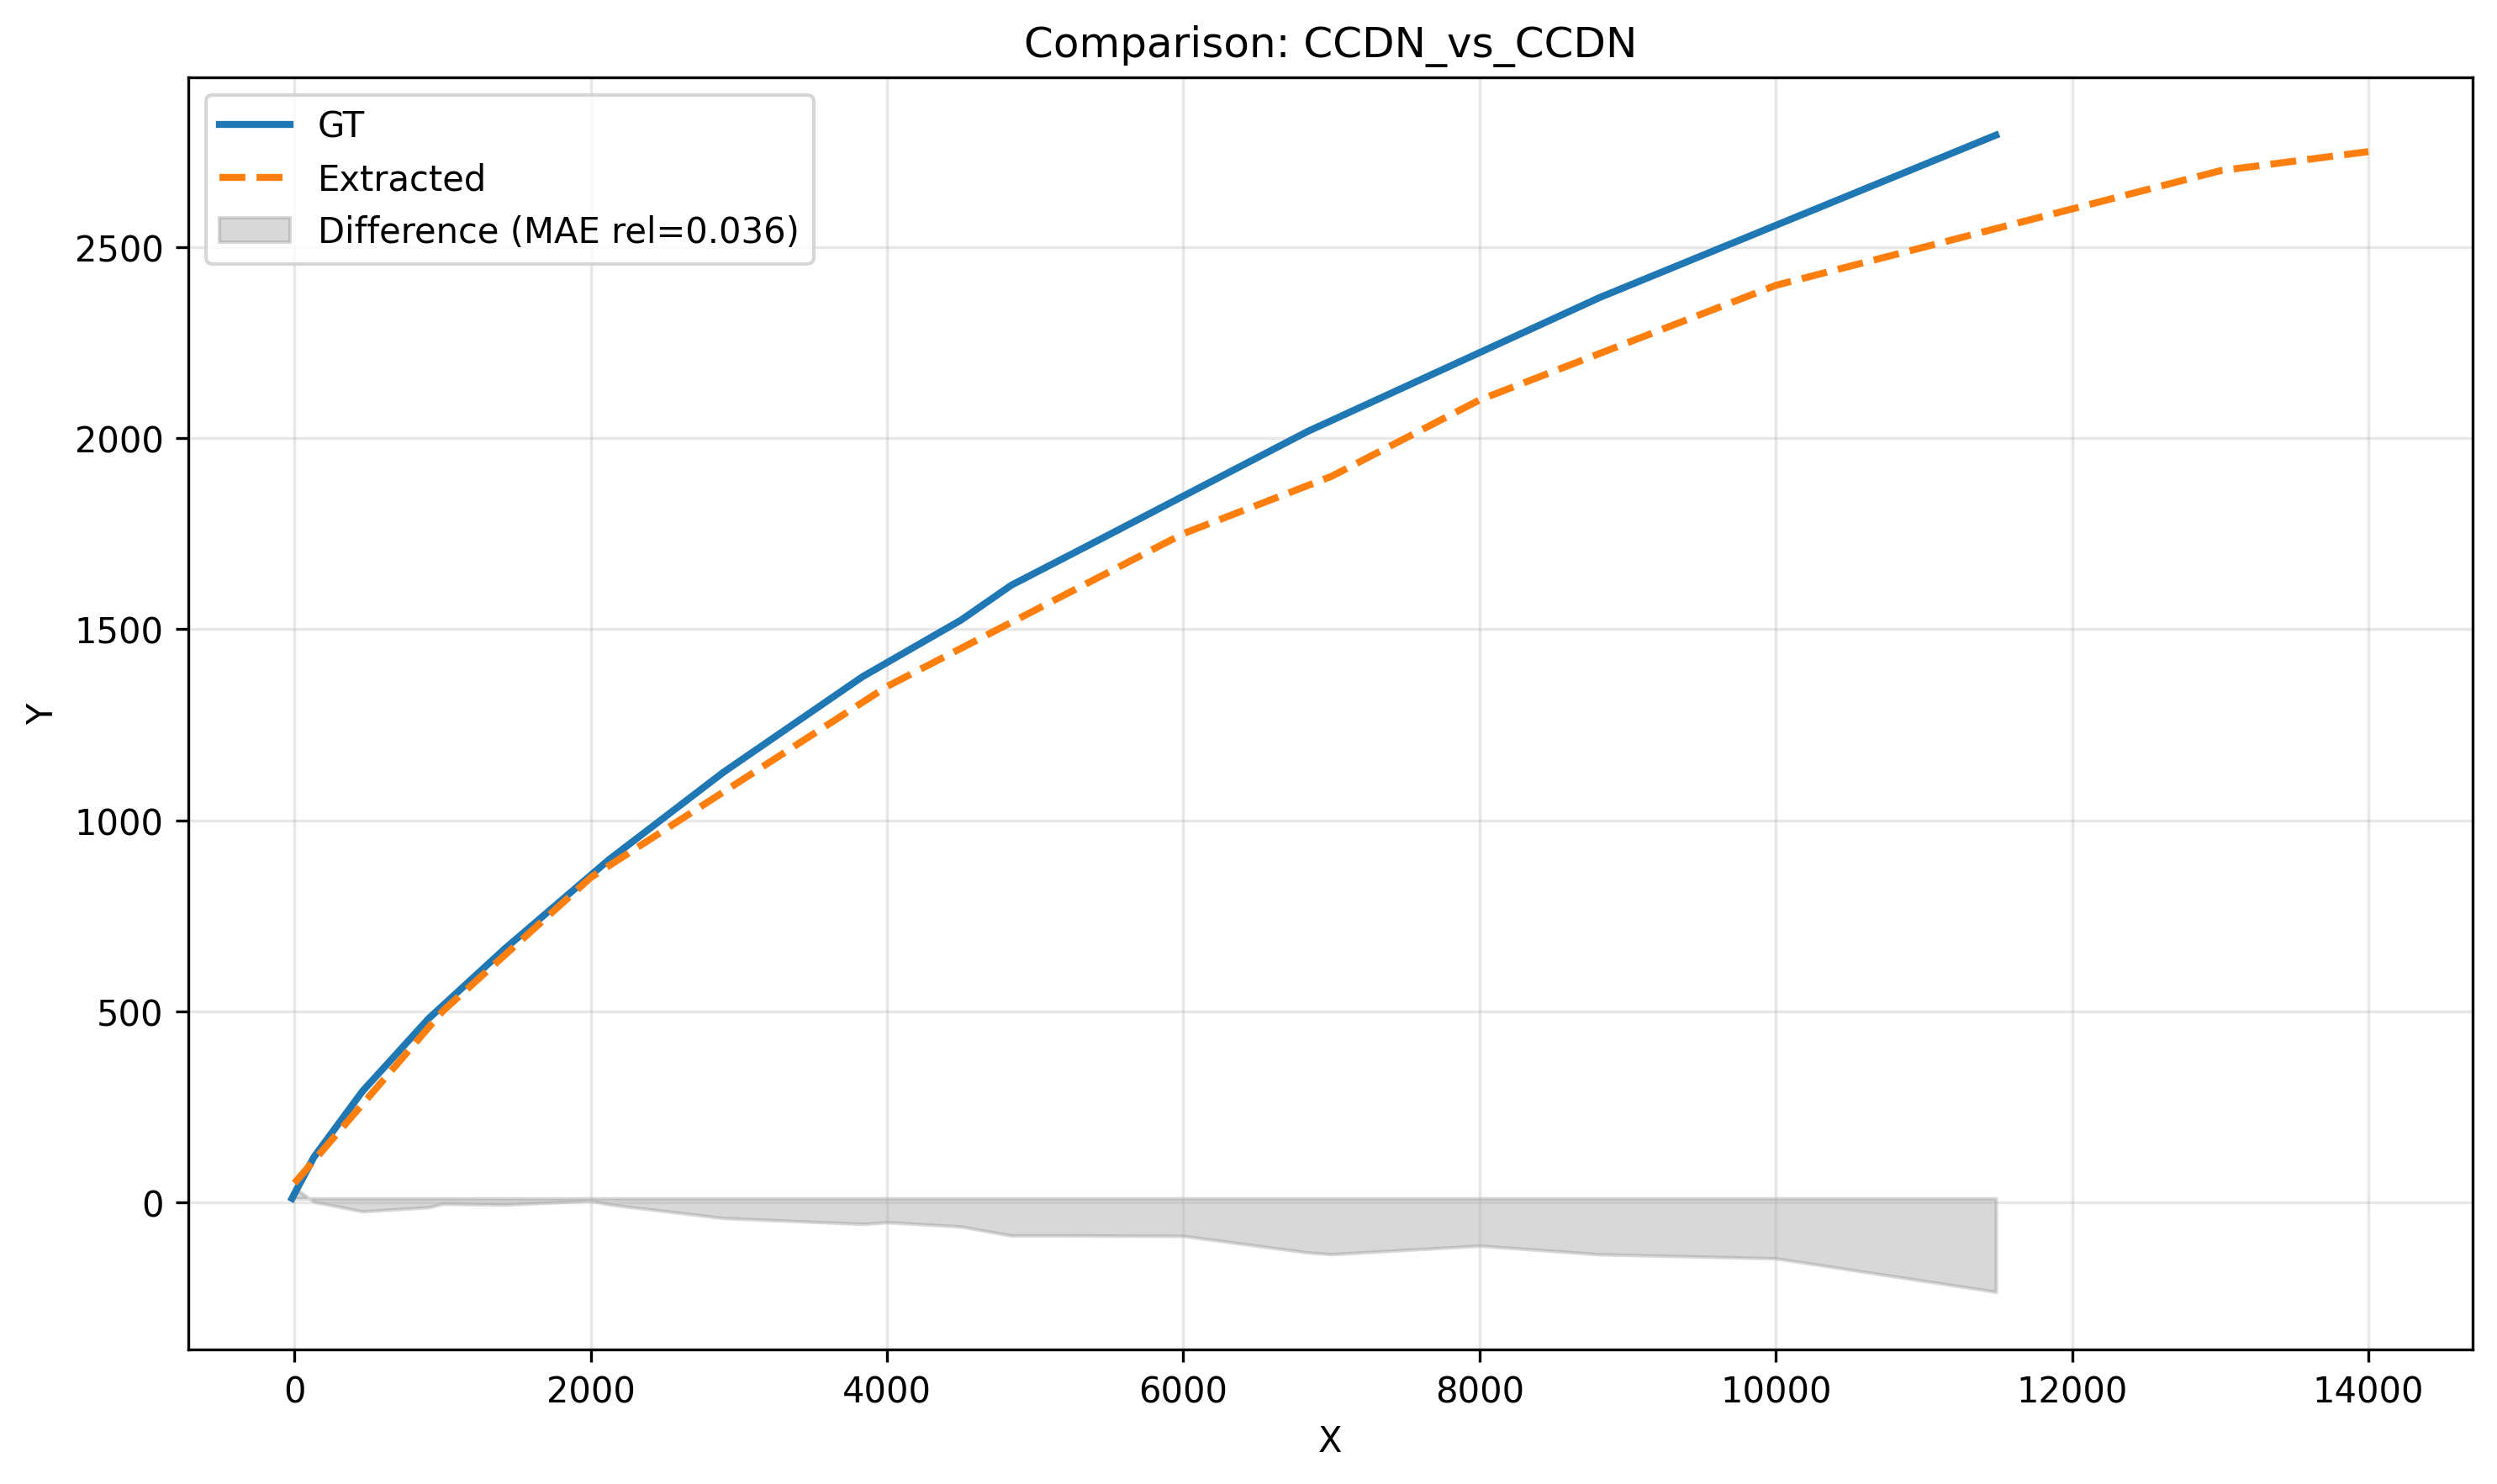 Comparison: CCDN_vs_CCDN
GT
Extracted
Difference (MAE rel=0.036)
2500
2000
1500
1000
500
0
Y
0 2000 4000 6000 8000 10000 12000 14000
X